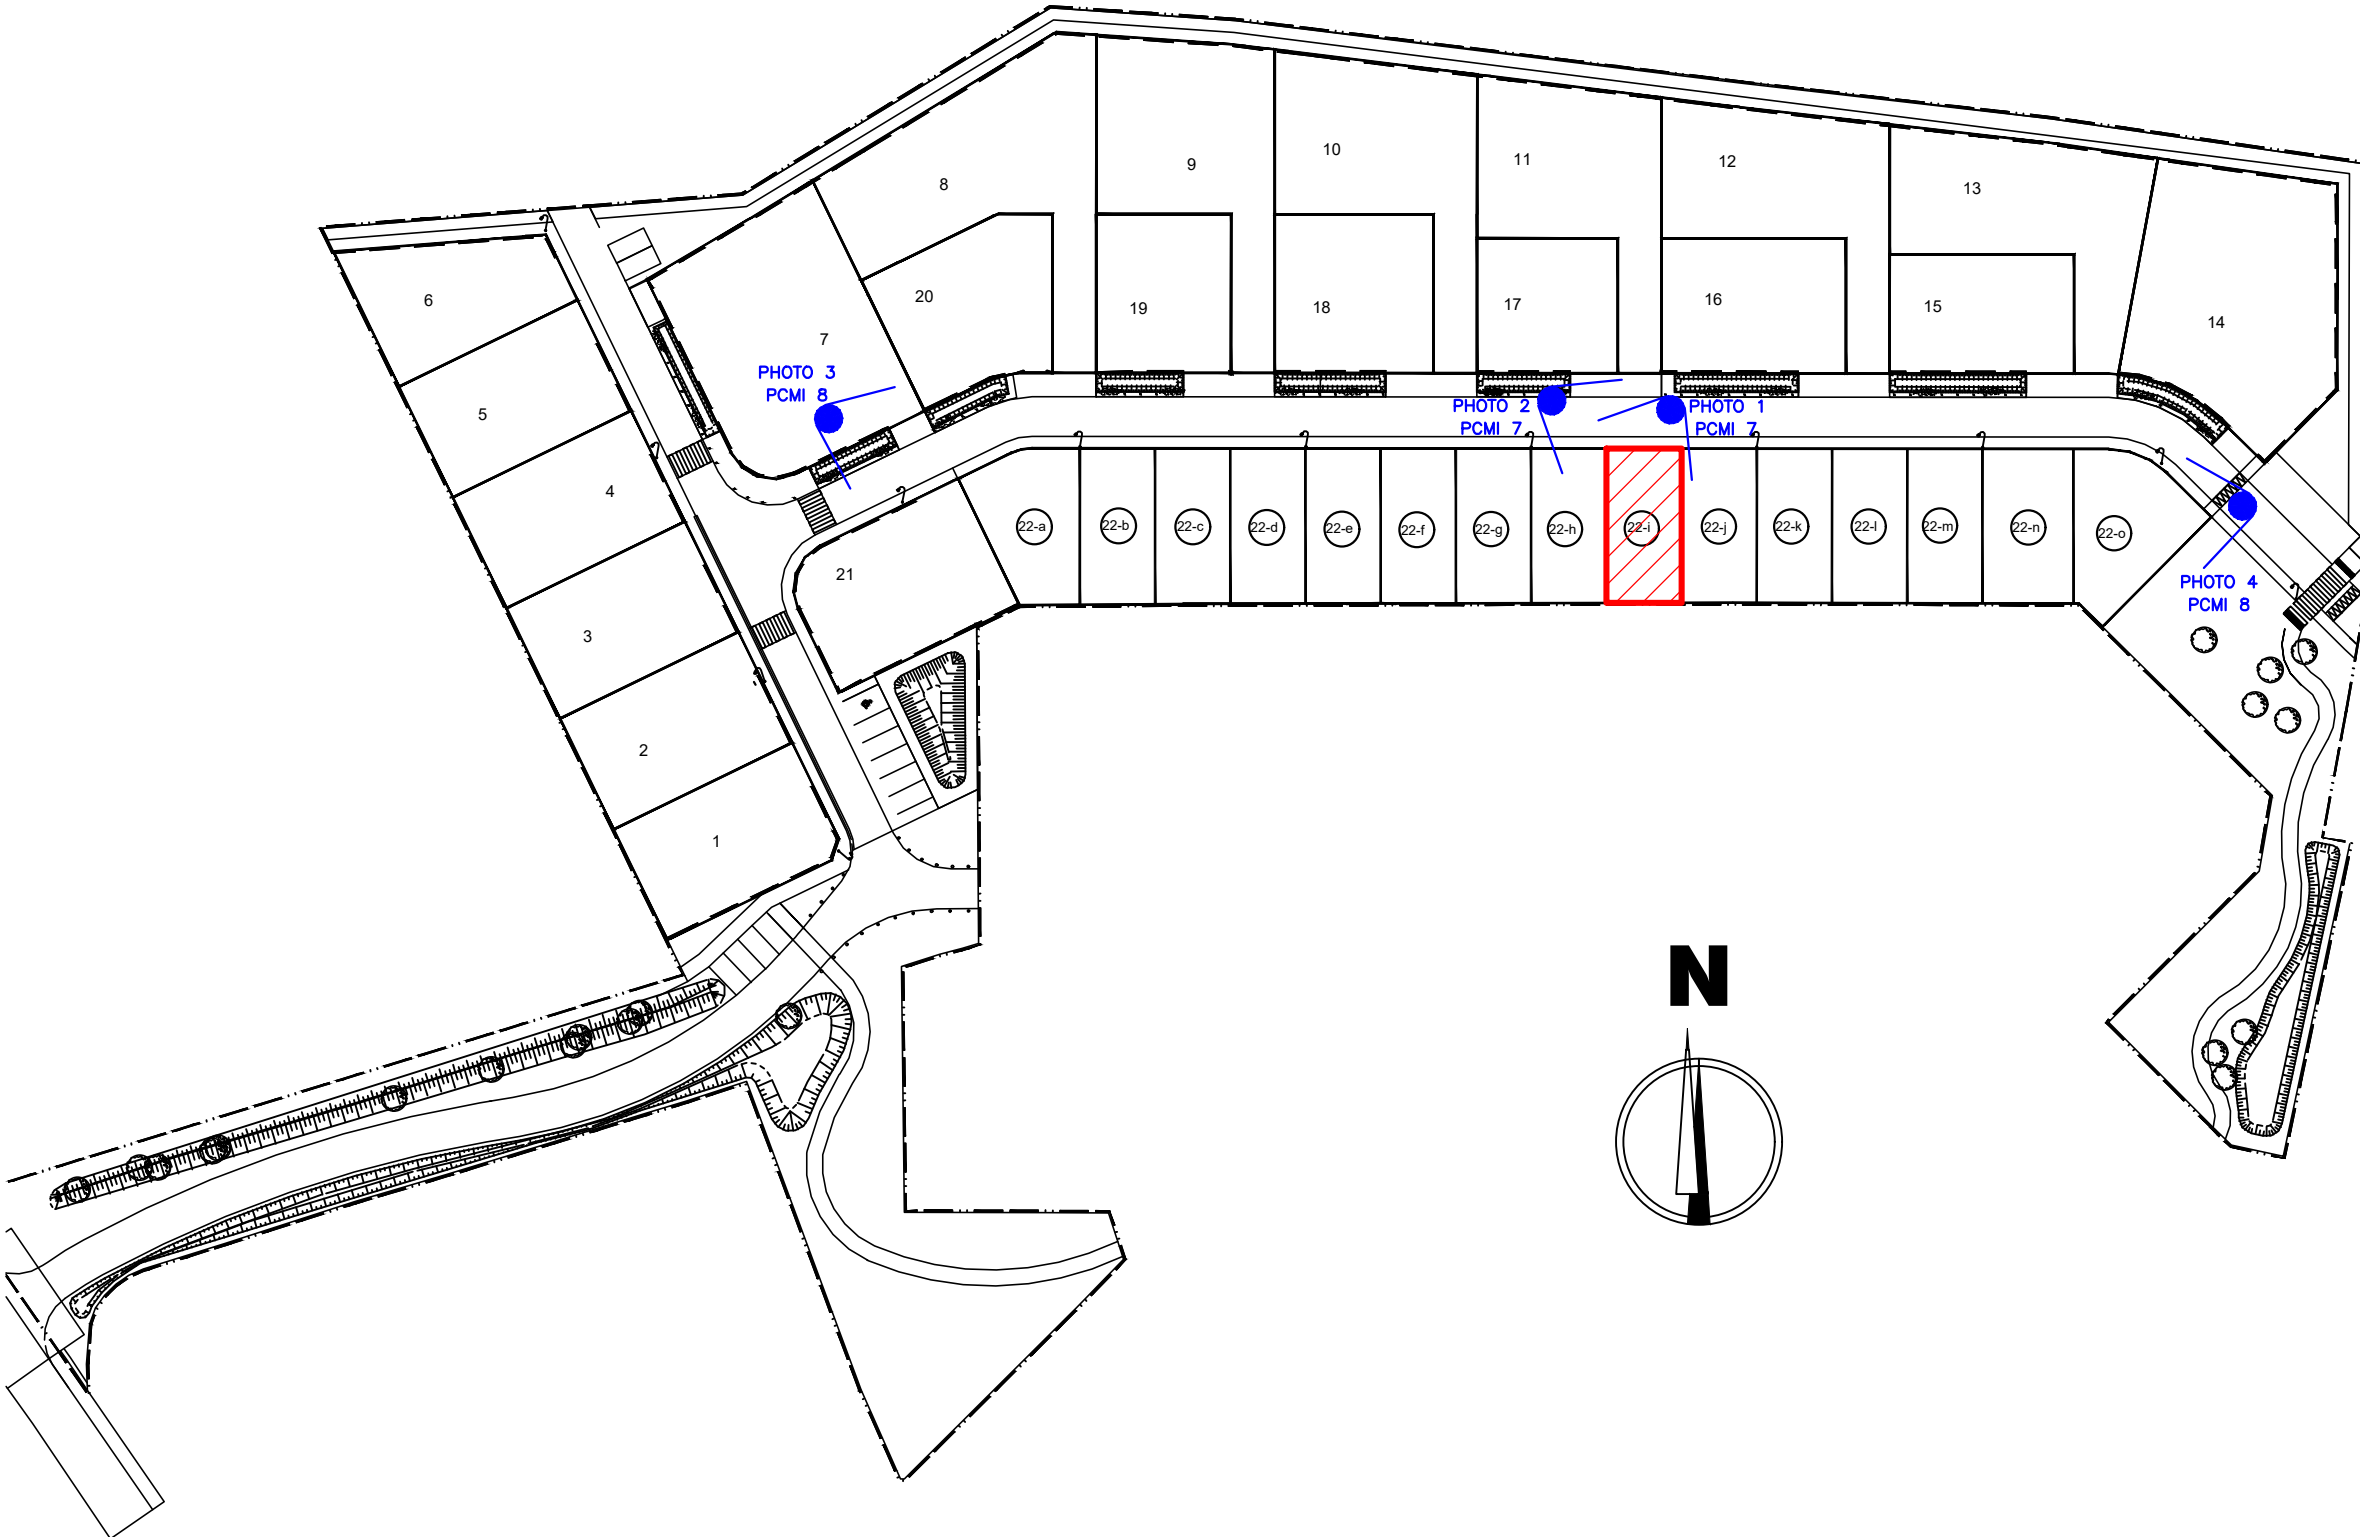 8
9
10
11
12
13
6
20
19
18
17
16
15
14
7
PHOTO 3
PCMI 8
PHOTO 2
PCMI 7
PHOTO 1
PCMI 7
5
4
22-a
22-b
22-c
22-d
22-e
22-f
22-g
22-h
22-i
22-j
22-k
22-l
22-m
22-n
22-o
21
PHOTO 4
PCMI 8
3
2
1
N